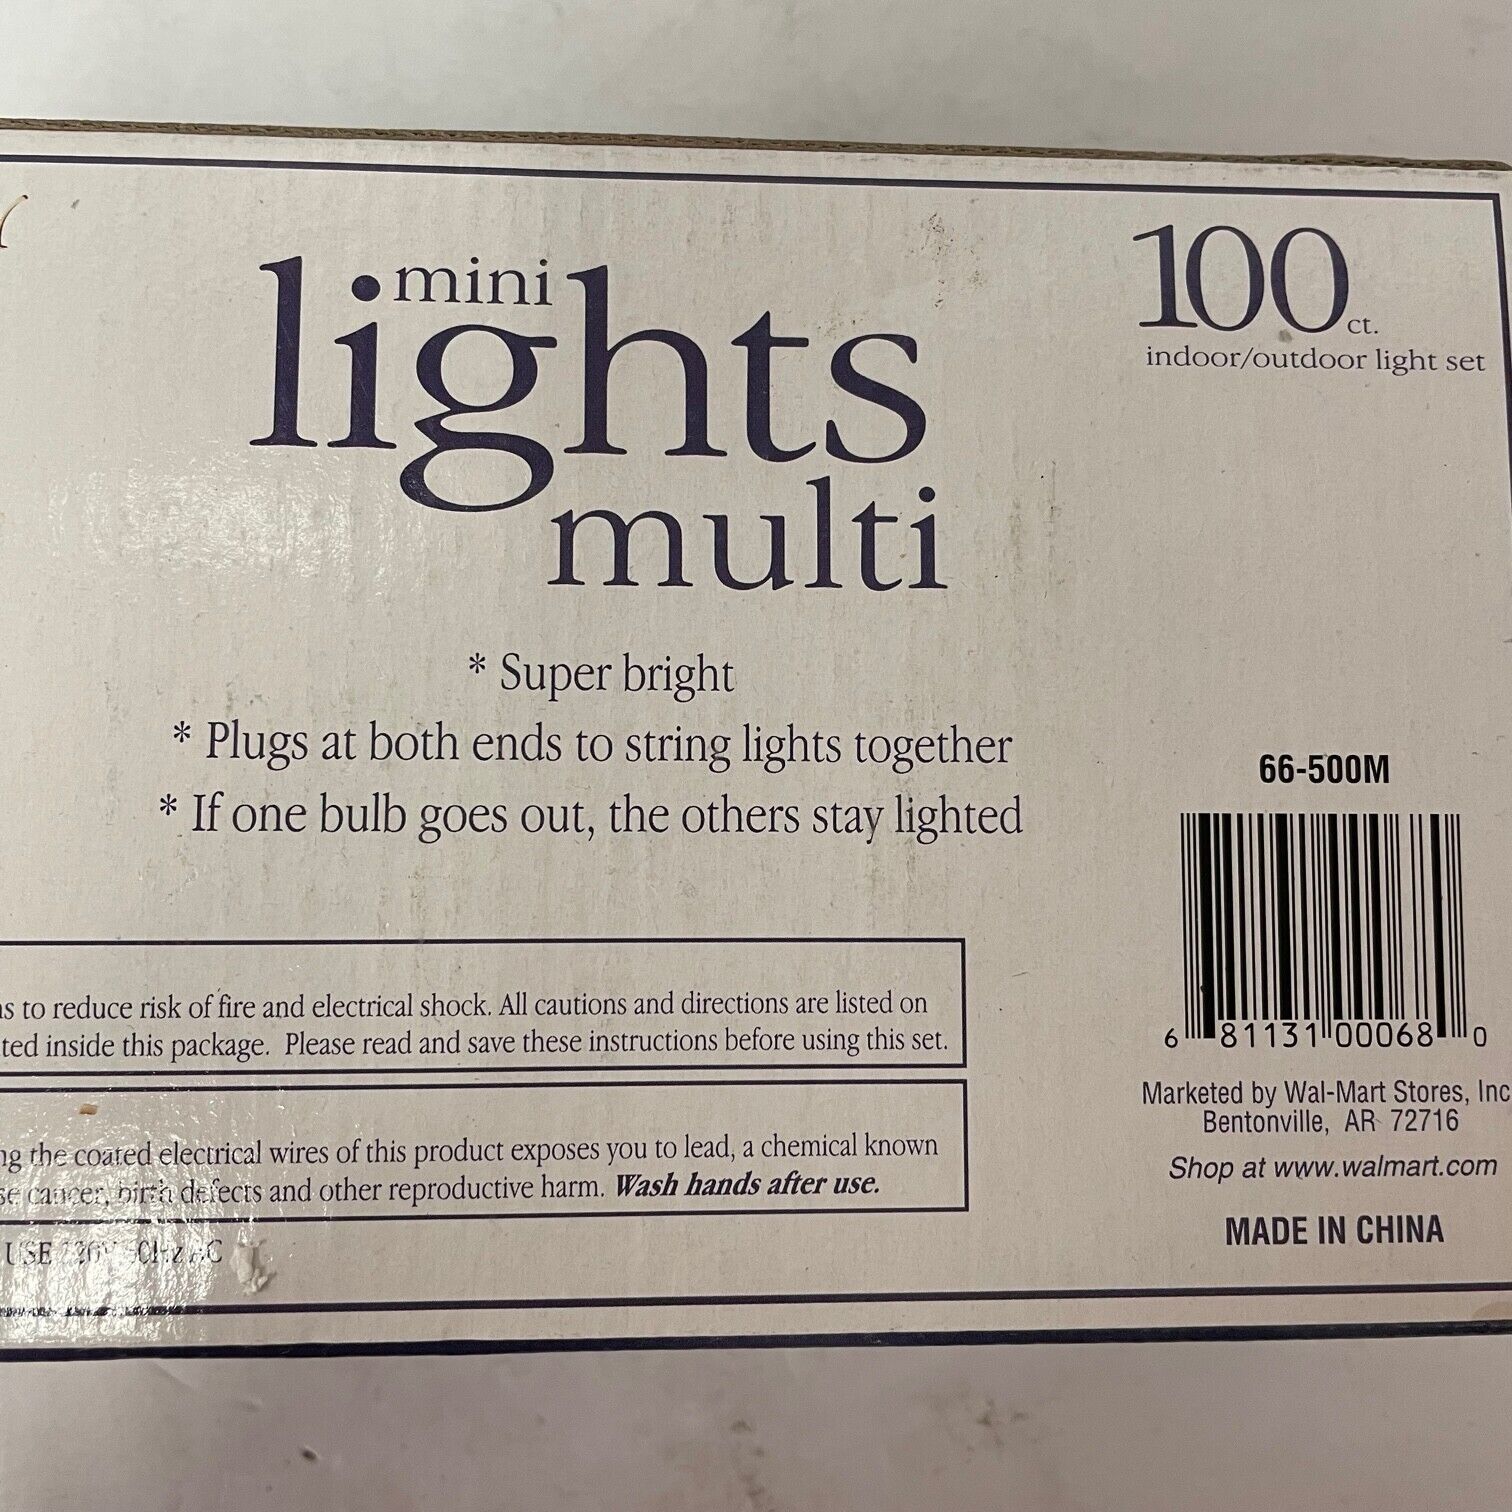 mini
lights
multi
100 ct.
indoor/outdoor light set
* Super bright
* Plugs at both ends to string lights together
* If one bulb goes out, the others stay lighted
66-500M
6 81131 00068 0
Marketed by Wal-Mart Stores, Inc
Bentonville, AR 72716
Shop at www.walmart.com
MADE IN CHINA
to reduce risk of fire and electrical shock. All cautions and directions are listed on
inside this package. Please read and save these instructions before using this set.
the coated electrical wires of this product exposes you to lead, a chemical known
cancer, birth defects and other reproductive harm. Wash hands after use.
USE